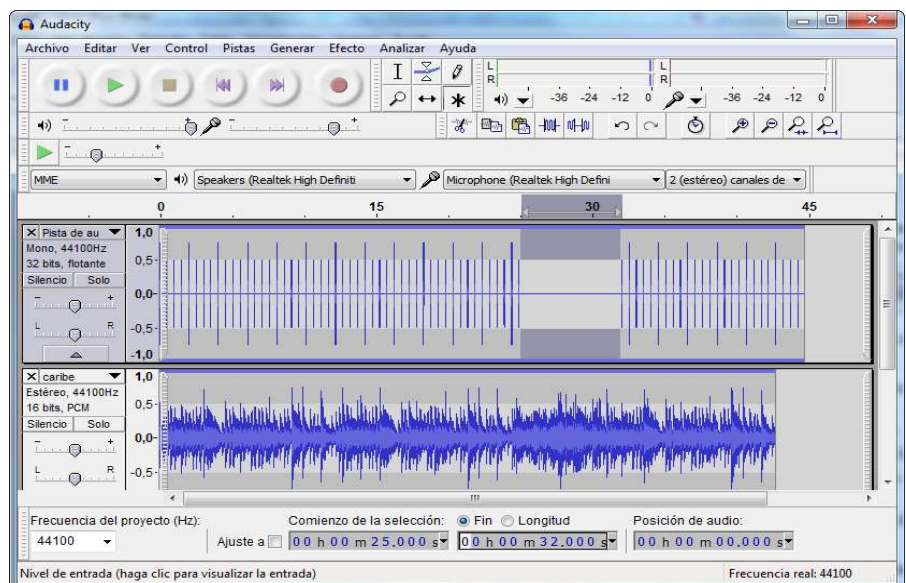 Audacity
Archivo Editar Ver Control Pistas Generar Efecto Analizar Ayuda
L
R
-36 -24 -12 0
L
R
-36 -24 -12 0
MME
Speakers (Realtek High Definiti
Microphone (Realtek High Defini
2 (estéreo) canales de
0 15 30 45
X Pista de au
Mono, 44100Hz
32 bits, flotante
Silencio Solo
- +
L R
1,0
0,5-
0,0-
-0,5-
-1,0
X caribe
Estéreo, 44100Hz
16 bits, PCM
Silencio Solo
- +
L R
1,0
0,5-
0,0-
-0,5-
Frecuencia del proyecto (Hz):
44100
Ajuste a
Comienzo de la selección:
00 h 00 m 25.000 s
Fin Longitud
00 h 00 m 32.000 s
Posición de audio:
00 h 00 m 00.000 s
Nivel de entrada (haga clic para visualizar la entrada)
Frecuencia real: 44100